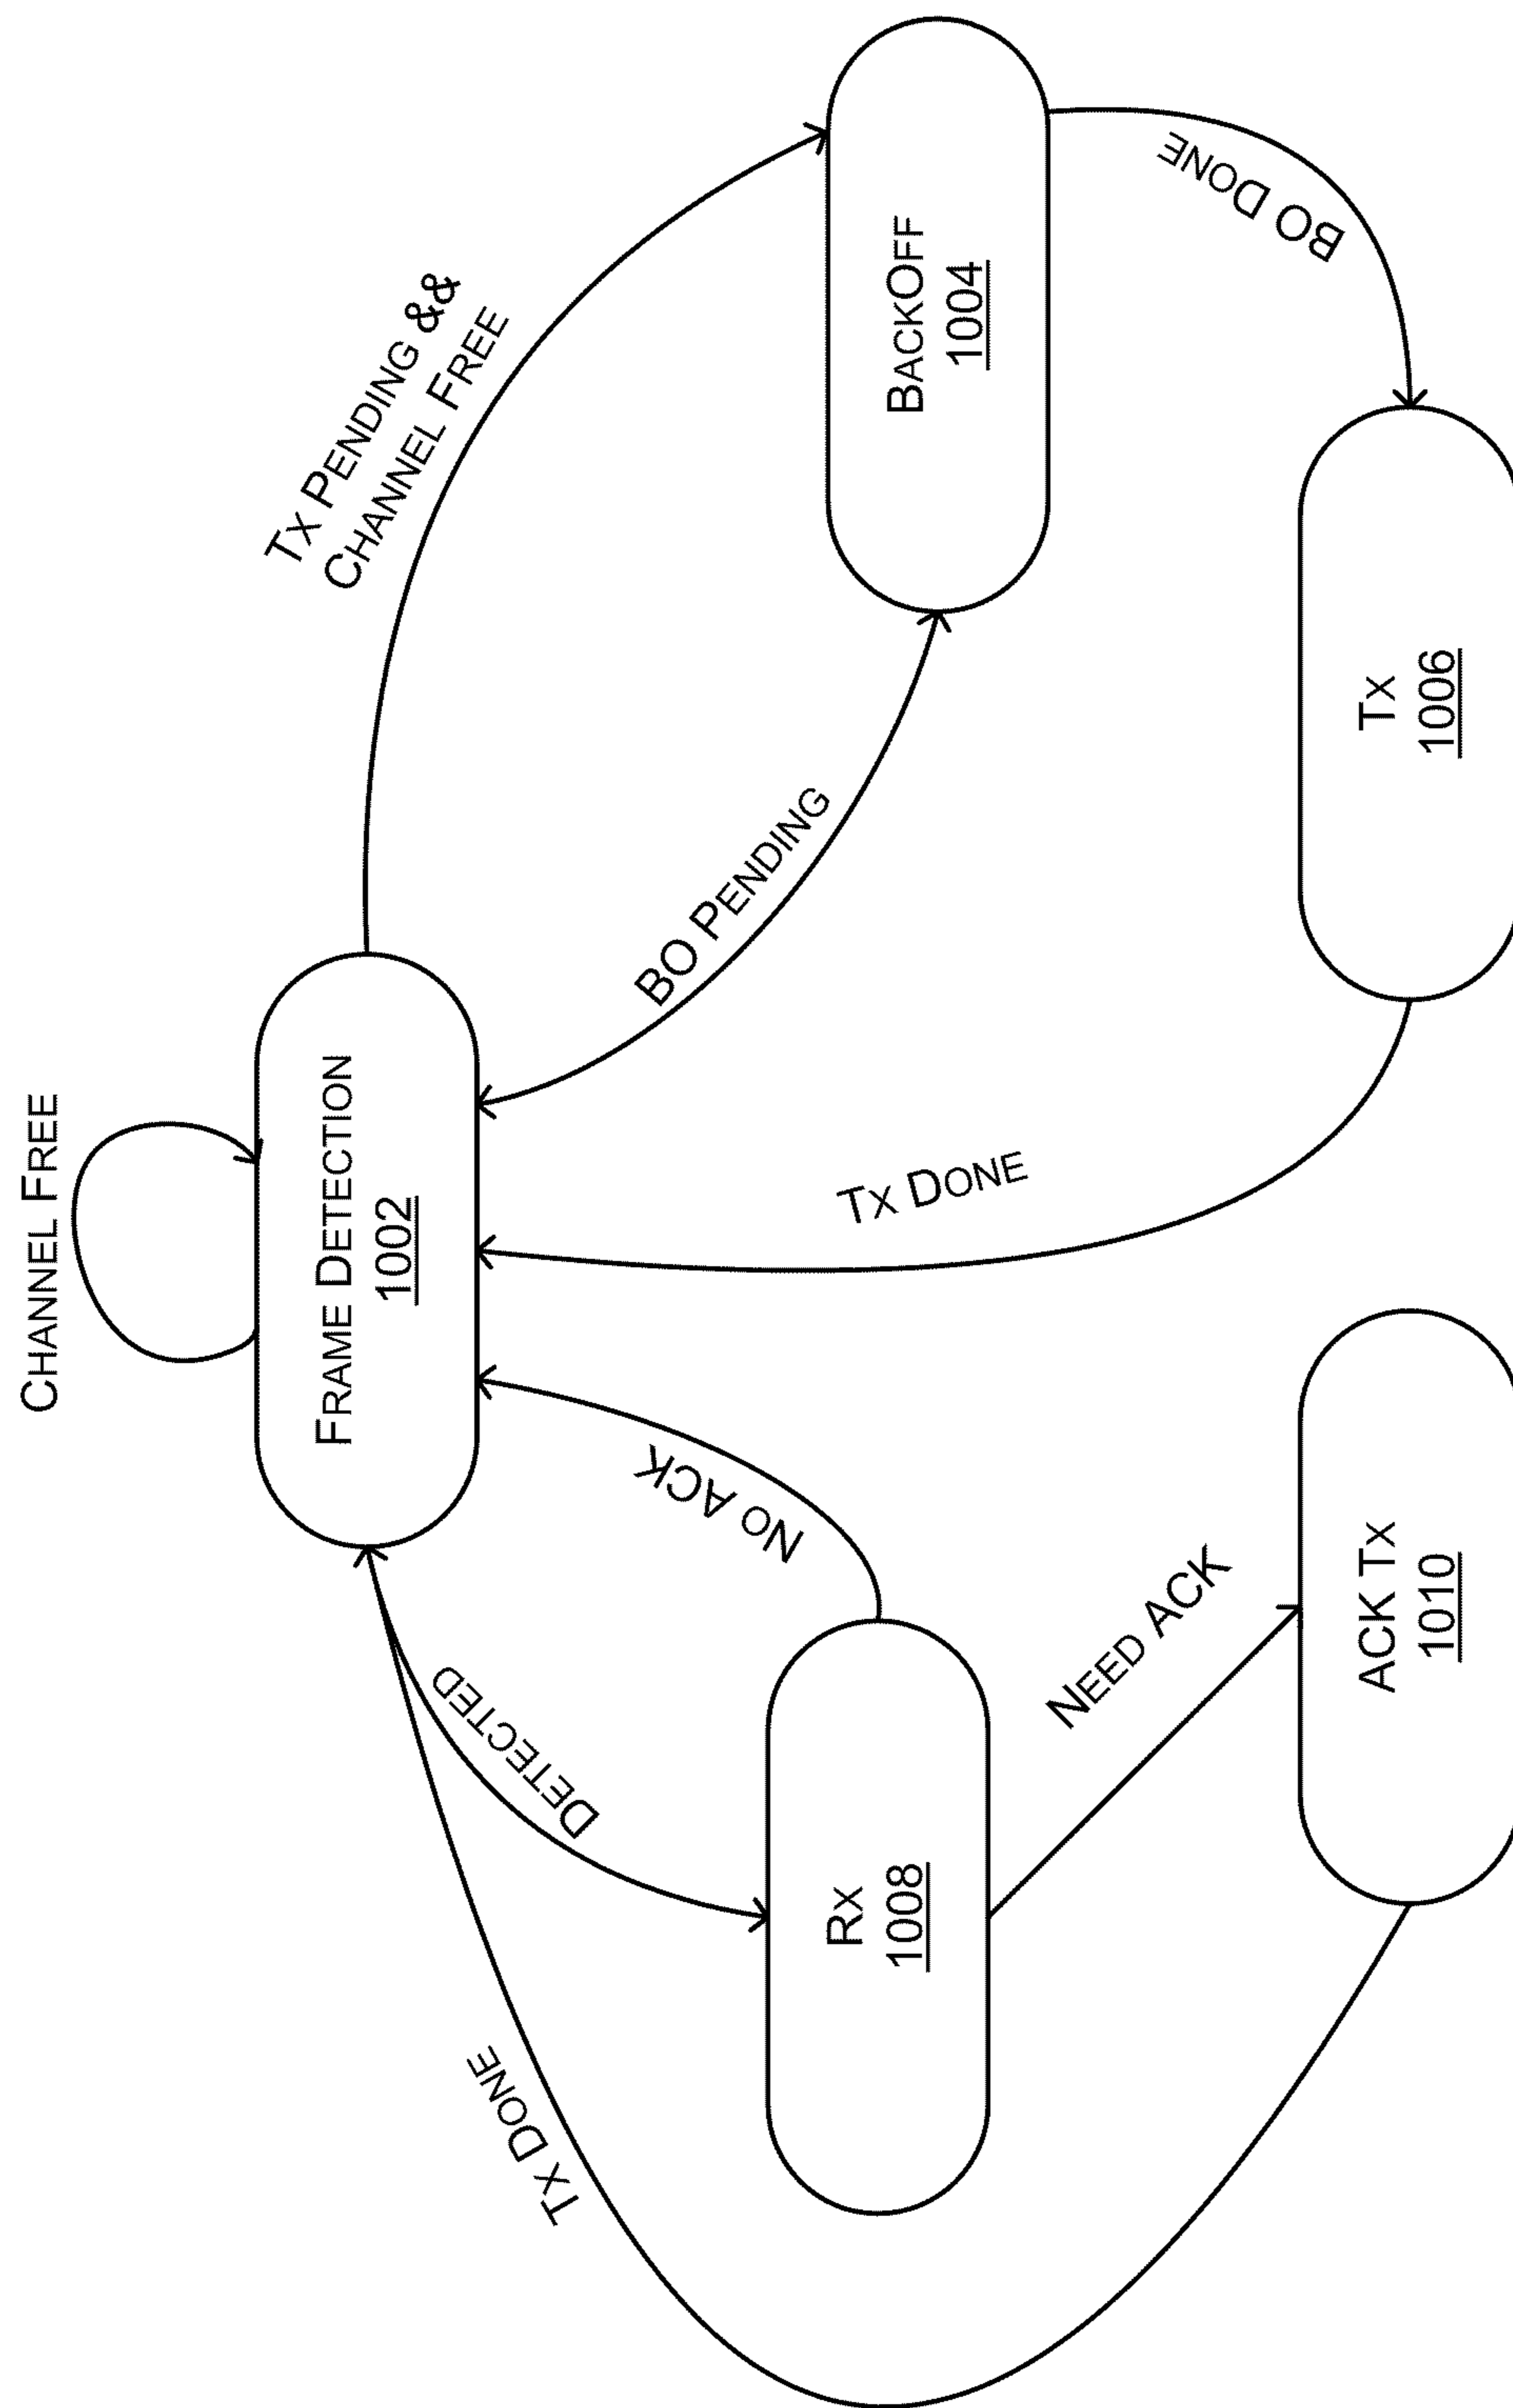 CHANNEL FREE
FRAME DETECTION
1002
TX PENDING &&
CHANNEL FREE
TX DONE
DETECTED
NO ACK
BO PENDING
TX DONE
RX
1008
BACKOFF
1004
NEED ACK
BO DONE
ACK TX
1010
TX
1006